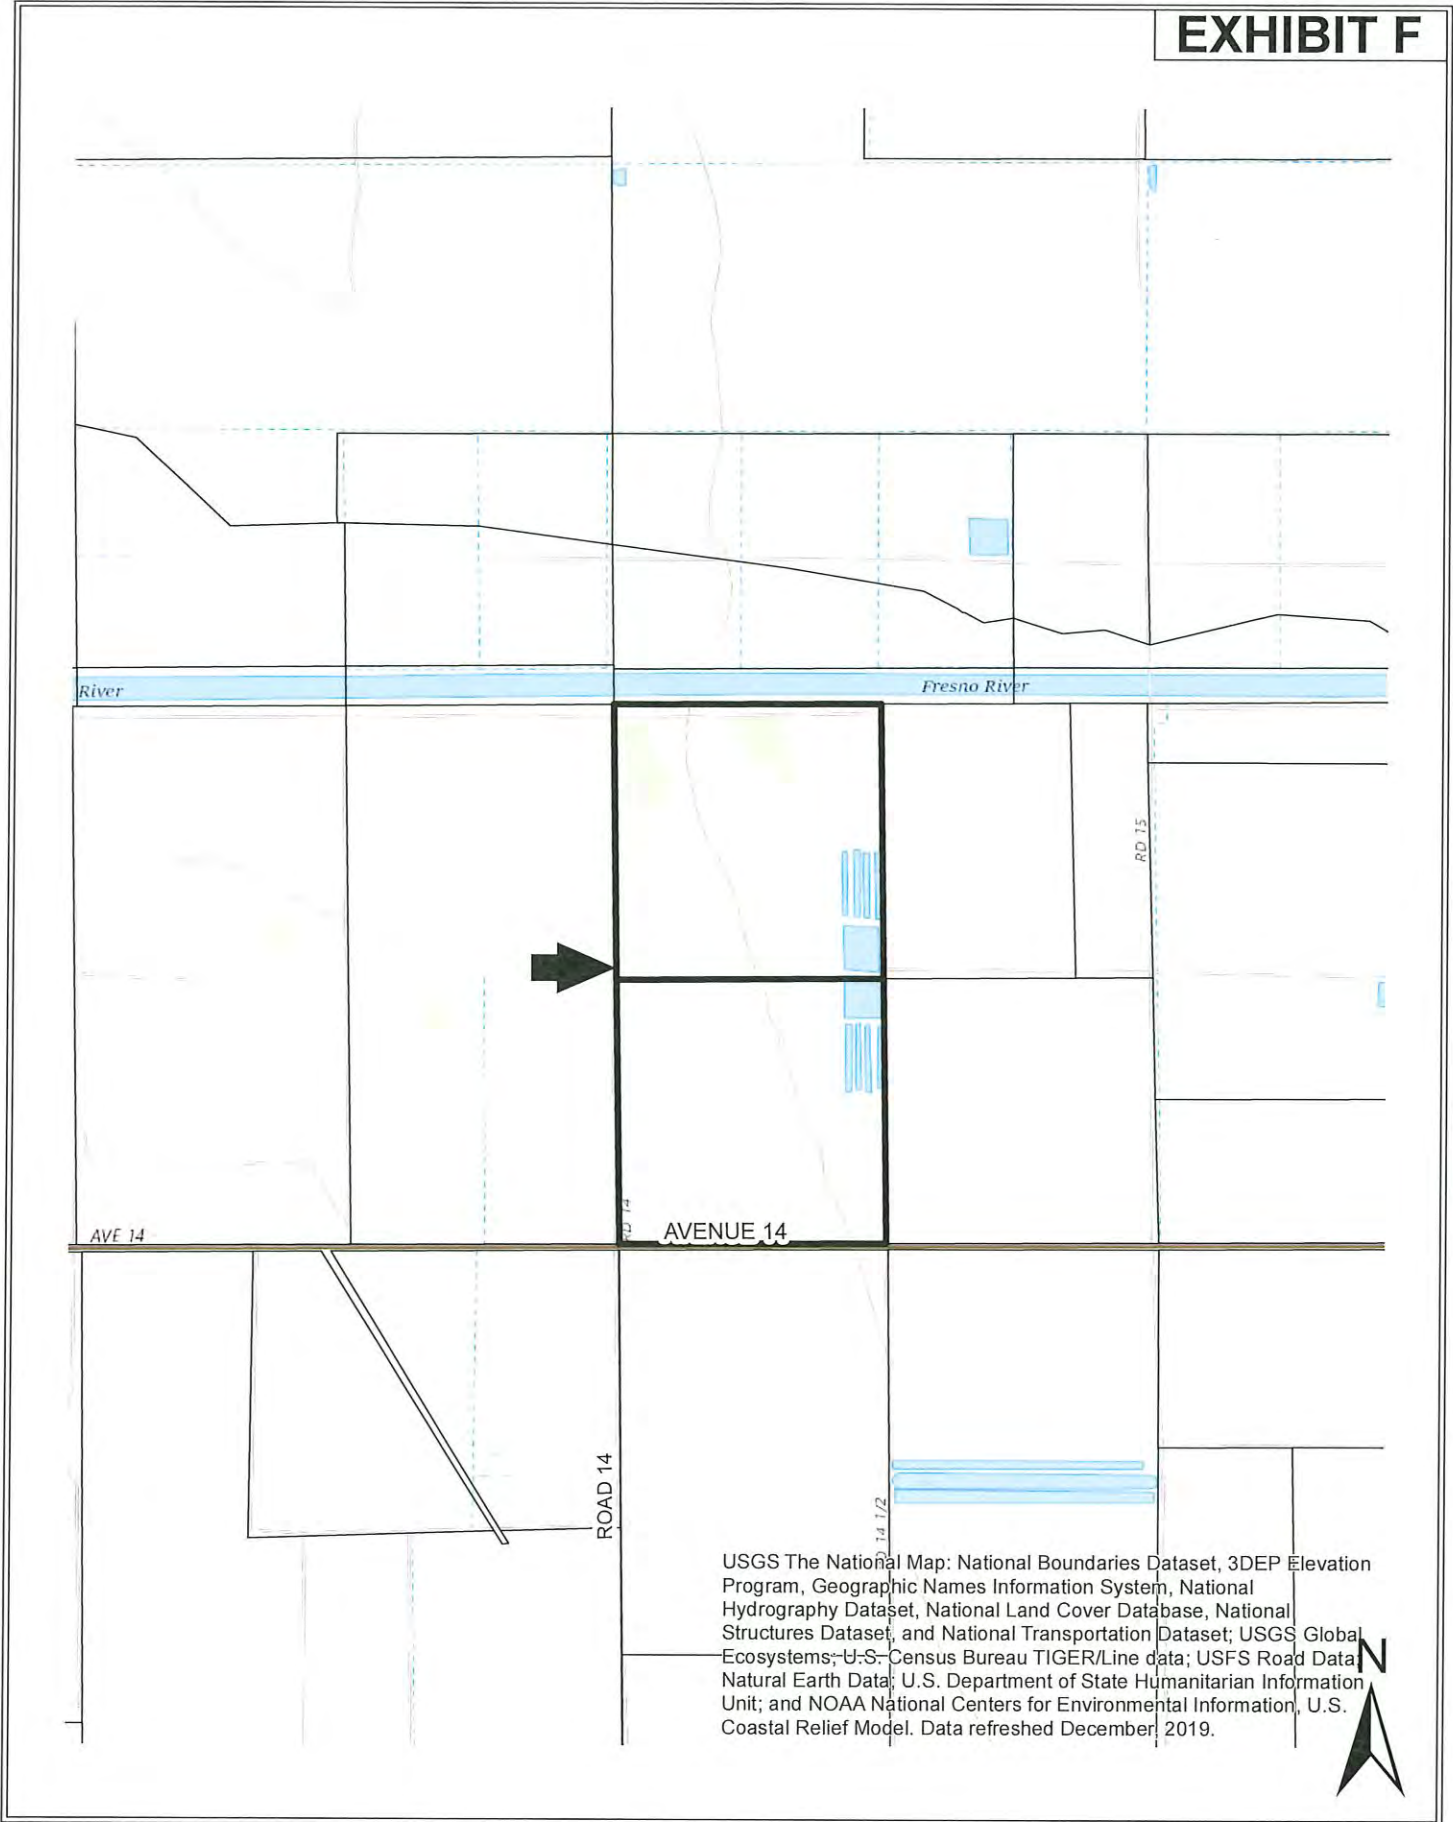 EXHIBIT F
River
Fresno River
RD 15
RD 14
AVE 14
AVENUE 14
ROAD 14
14 1/2
USGS The National Map: National Boundaries Dataset, 3DEP Elevation
Program, Geographic Names Information System, National
Hydrography Dataset, National Land Cover Database, National
Structures Dataset, and National Transportation Dataset; USGS Global
Ecosystems; U.S. Census Bureau TIGER/Line data; USFS Road Data;
Natural Earth Data; U.S. Department of State Humanitarian Information
Unit; and NOAA National Centers for Environmental Information, U.S.
Coastal Relief Model. Data refreshed December, 2019.
N